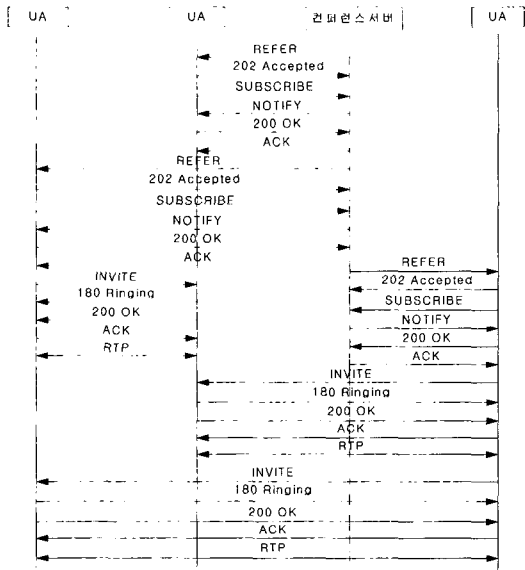 UA UA 컨퍼런스서버 UA
REFER
202 Accepted
SUBSCRIBE
NOTIFY
200 OK
ACK
REFER
202 Accepted
SUBSCRIBE
NOTIFY
200 OK
ACK
REFER
INVITE
202 Accepted
180 Ringing
SUBSCRIBE
200 OK
NOTIFY
ACK
200 OK
RTP
ACK
INVITE
180 Ringing
200 OK
ACK
RTP
INVITE
180 Ringing
200 OK
ACK
RTP